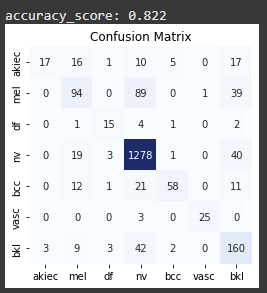 accuracy_score: 0.822
Confusion Matrix
akiec 17 16 1 10 5 0 17
mel 0 94 0 89 0 1 39
df 0 1 15 4 1 0 2
nv 0 19 3 1278 1 0 40
bcc 0 12 1 21 58 0 11
vasc 0 0 0 3 0 25 0
bkl 3 9 3 42 2 0 160
akiec mel df nv bcc vasc bkl